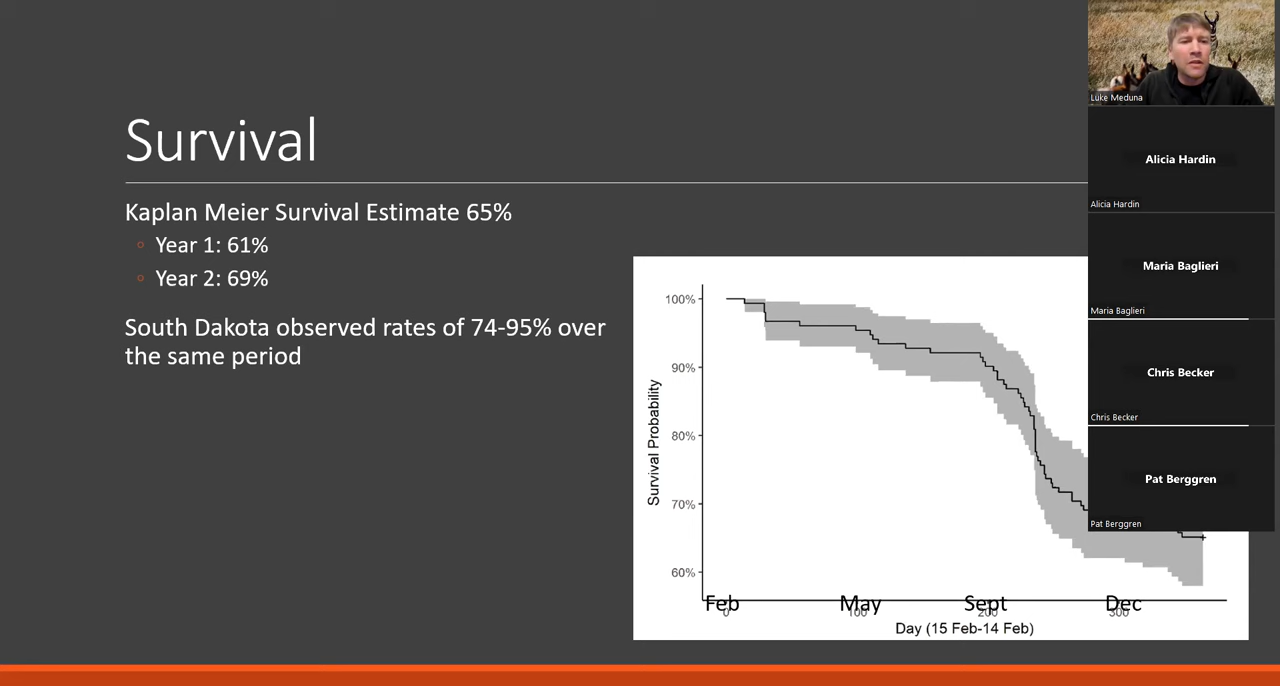 Survival
Kaplan Meier Survival Estimate 65%
Year 1: 61%
Year 2: 69%
South Dakota observed rates of 74-95% over
the same period
100%
90%
80%
70%
60%
Survival Probability
Feb
May
Sept
Dec
0
100
200
300
Day (15 Feb-14 Feb)
Luke Meduna
Alicia Hardin
Alicia Hardin
Maria Baglieri
Maria Baglieri
Chris Becker
Chris Becker
Pat Berggren
Pat Berggren